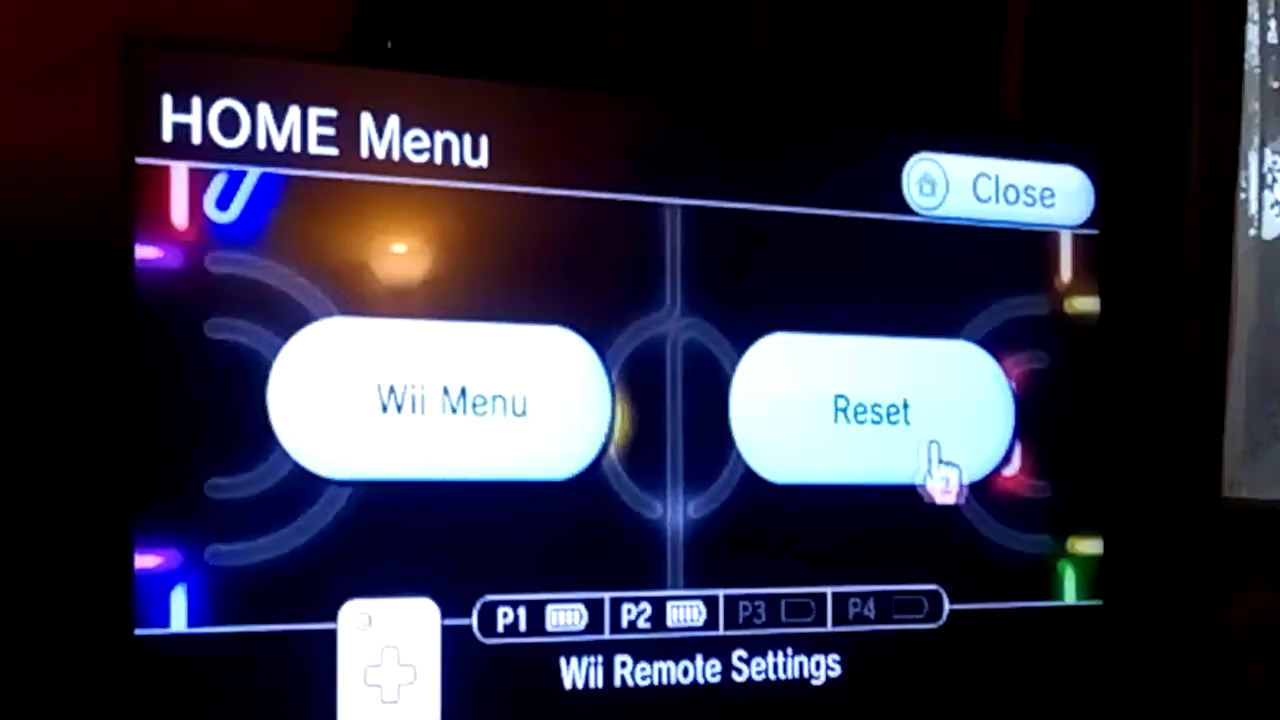 HOME Menu
Close
Wii Menu
Reset
P1 P2 P3 P4
Wii Remote Settings